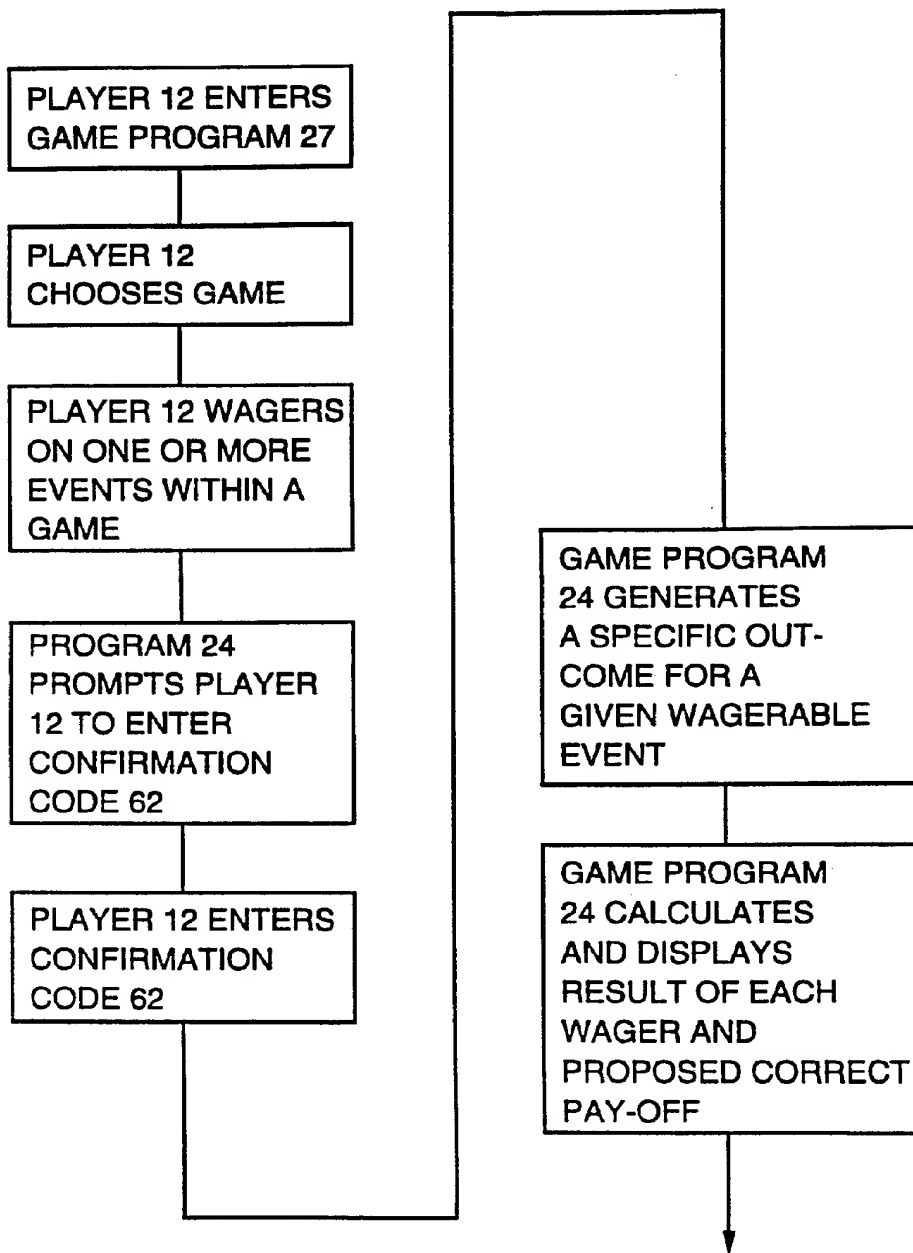 PLAYER 12 ENTERS
GAME PROGRAM 27
PLAYER 12
CHOOSES GAME
PLAYER 12 WAGERS
ON ONE OR MORE
EVENTS WITHIN A
GAME
PROGRAM 24
PROMPTS PLAYER
12 TO ENTER
CONFIRMATION
CODE 62
PLAYER 12 ENTERS
CONFIRMATION
CODE 62
GAME PROGRAM
24 GENERATES
A SPECIFIC OUT-
COME FOR A
GIVEN WAGERABLE
EVENT
GAME PROGRAM
24 CALCULATES
AND DISPLAYS
RESULT OF EACH
WAGER AND
PROPOSED CORRECT
PAY-OFF